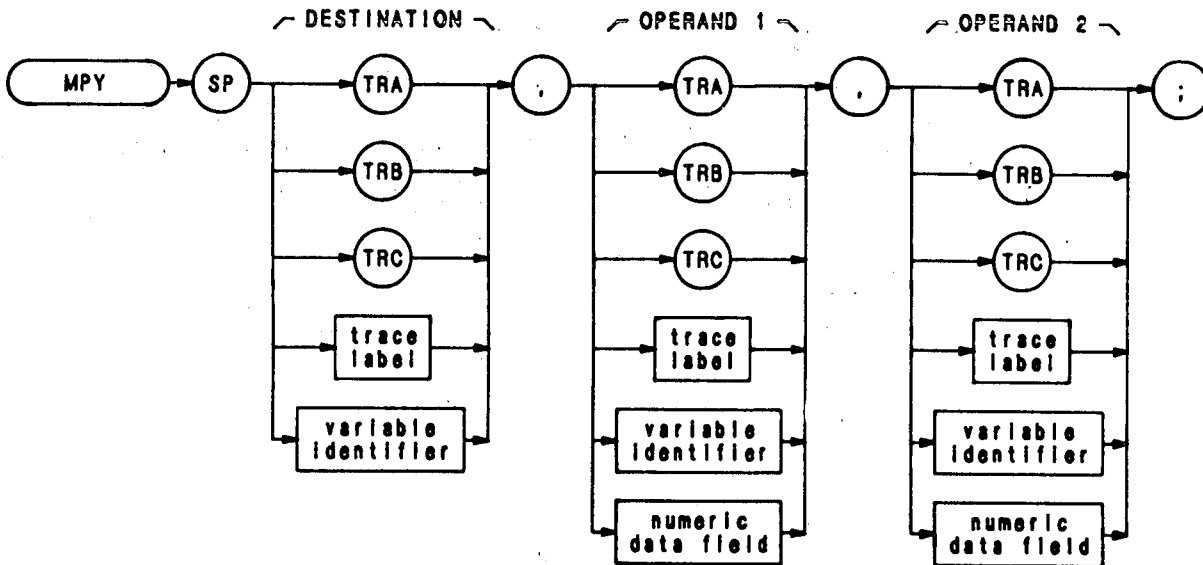 DESTINATION OPERAND 1 OPERAND 2
MPY SP TRA , TRA , TRA ;
TRB TRB TRB
TRC TRC TRC
trace trace trace
label label label
variable variable variable
identifier identifier identifier
numeric numeric
data field data field